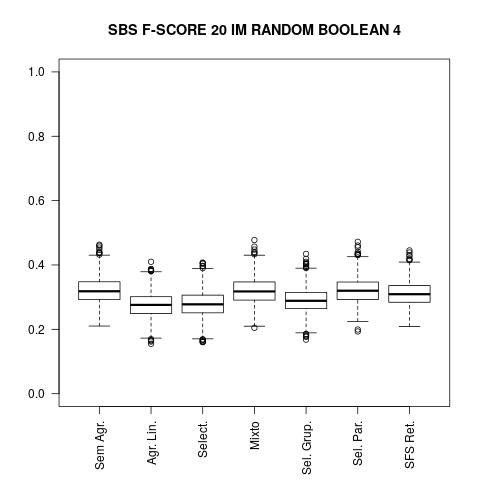 SBS F-SCORE 20 IM RANDOM BOOLEAN 4
1.0
0.8
0.6
0.4
0.2
0.0
Sem Agr.
Agr. Lin.
Select.
Mixto
Sel. Grup.
Sel. Par.
SFS Ret.